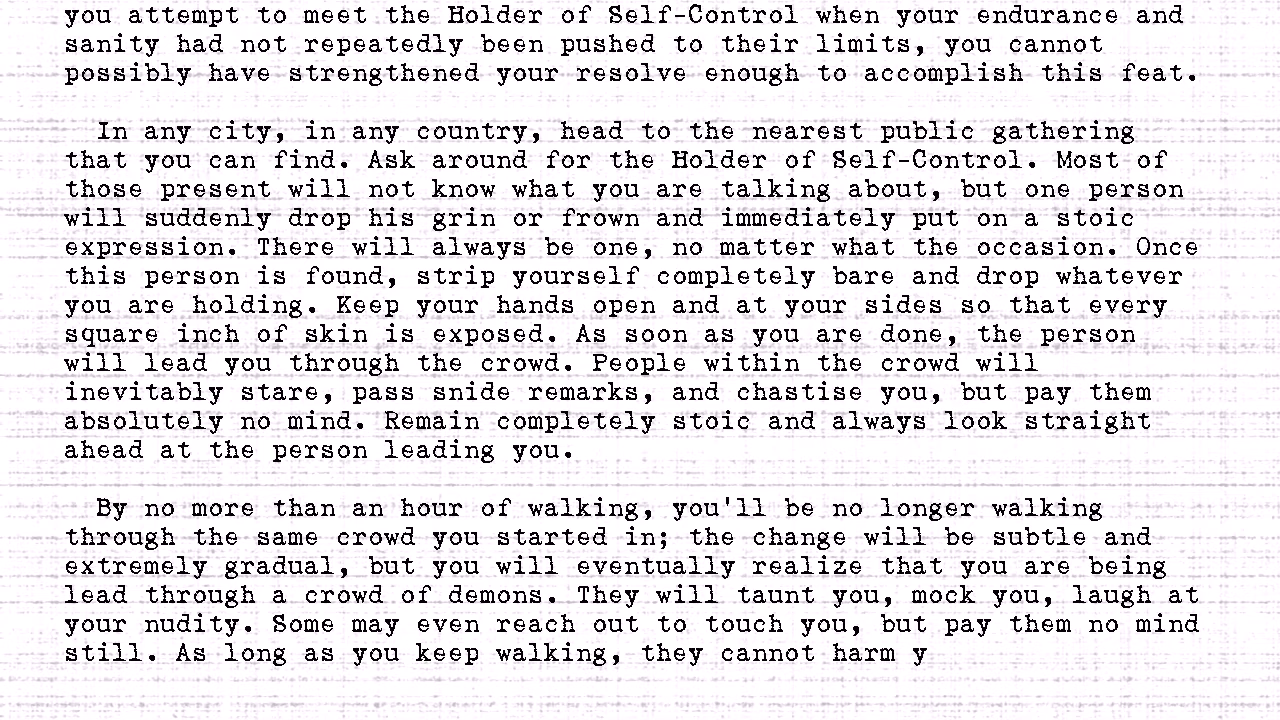 you attempt to meet the Holder of Self-Control when your endurance and
sanity had not repeatedly been pushed to their limits, you cannot
possibly have strengthened your resolve enough to accomplish this feat.
In any city, in any country, head to the nearest public gathering
that you can find. Ask around for the Holder of Self-Control. Most of
those present will not know what you are talking about, but one person
will suddenly drop his grin or frown and immediately put on a stoic
expression. There will always be one, no matter what the occasion. Once
this person is found, strip yourself completely bare and drop whatever
you are holding. Keep your hands open and at your sides so that every
square inch of skin is exposed. As soon as you are done, the person
will lead you through the crowd. People within the crowd will
inevitably stare, pass snide remarks, and chastise you, but pay them
absolutely no mind. Remain completely stoic and always look straight
ahead at the person leading you.
By no more than an hour of walking, you'll be no longer walking
through the same crowd you started in; the change will be subtle and
extremely gradual, but you will eventually realize that you are being
lead through a crowd of demons. They will taunt you, mock you, laugh at
your nudity. Some may even reach out to touch you, but pay them no mind
still. As long as you keep walking, they cannot harm y